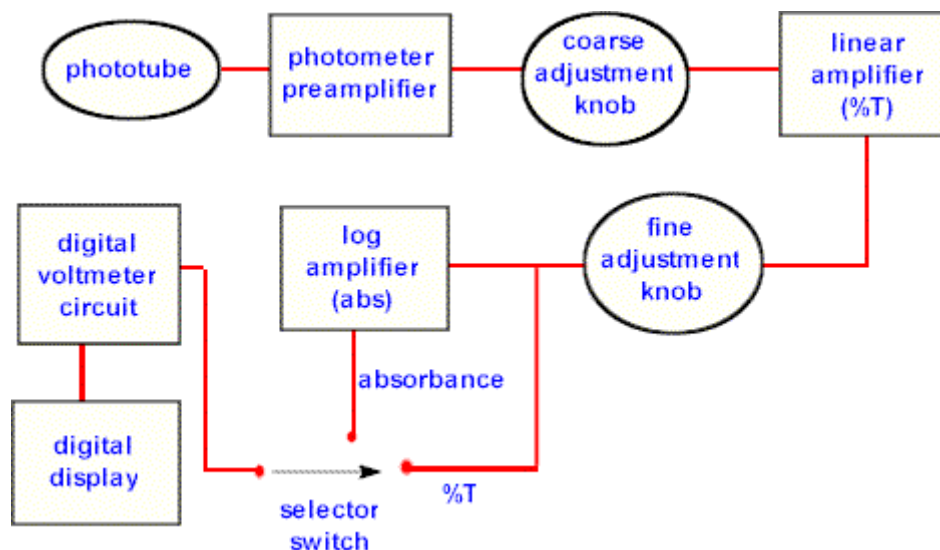 phototube
photometer
preamplifier
coarse
adjustment
knob
linear
amplifier
(%T)
digital
voltmeter
circuit
log
amplifier
(abs)
fine
adjustment
knob
absorbance
digital
display
selector
switch
%T